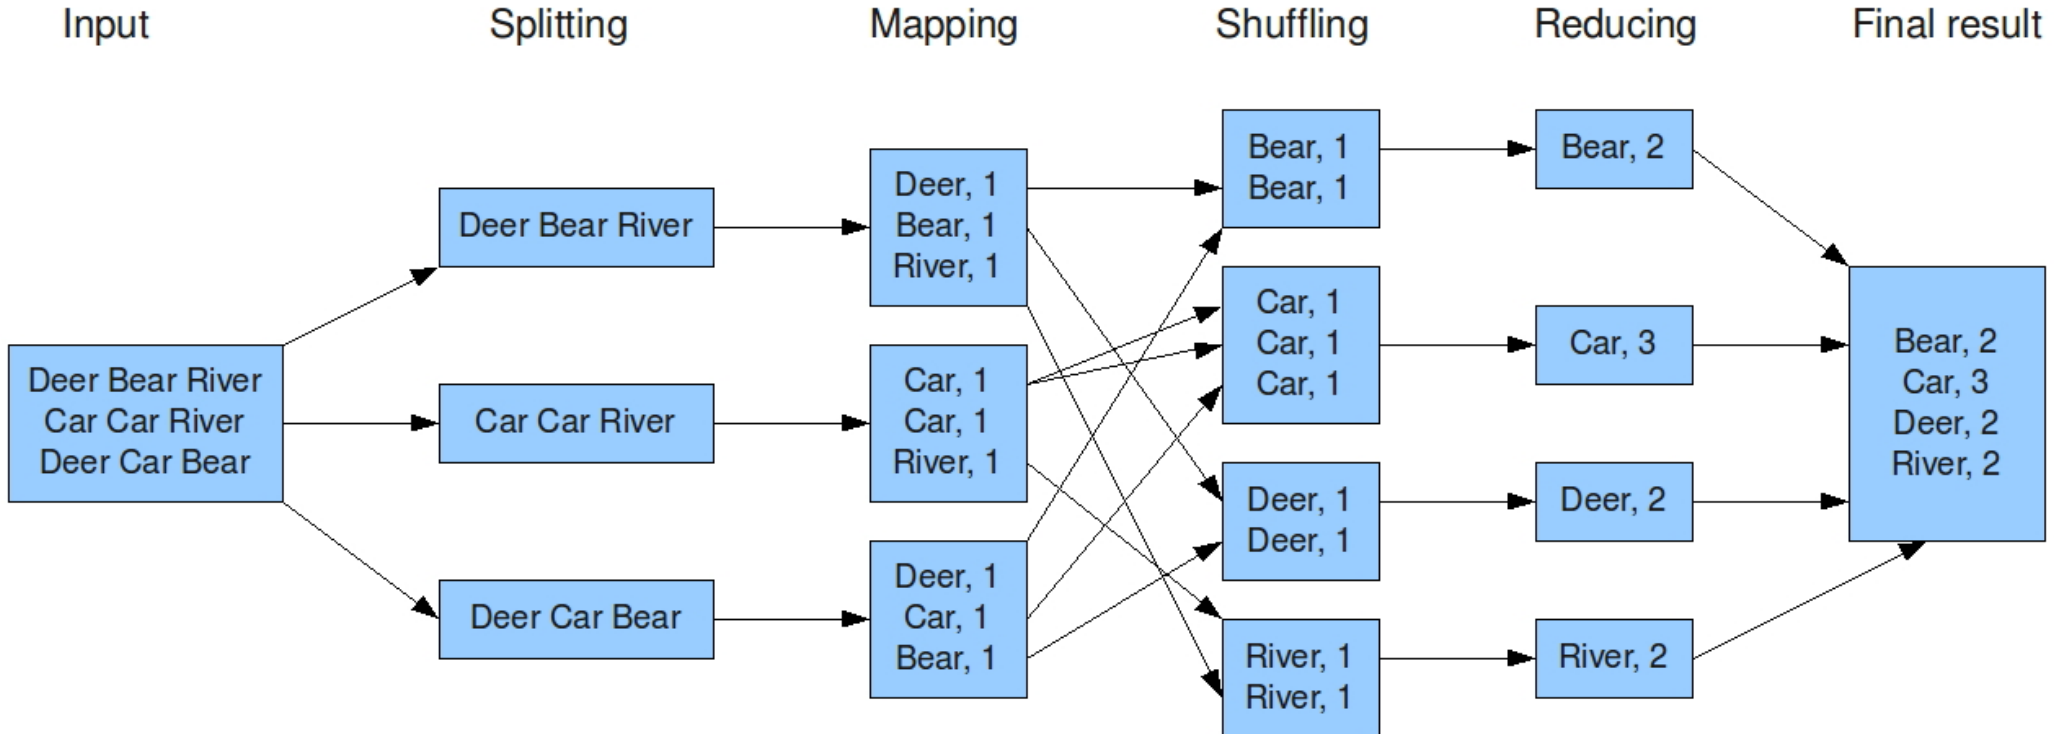 Input
Splitting
Mapping
Shuffling
Reducing
Final result
Deer Bear River
Car Car River
Deer Car Bear
Deer Bear River
Car Car River
Deer Car Bear
Deer, 1
Bear, 1
River, 1
Car, 1
Car, 1
River, 1
Deer, 1
Car, 1
Bear, 1
Bear, 1
Bear, 1
Car, 1
Car, 1
Car, 1
Deer, 1
Deer, 1
River, 1
River, 1
Bear, 2
Car, 3
Deer, 2
River, 2
Bear, 2
Car, 3
Deer, 2
River, 2